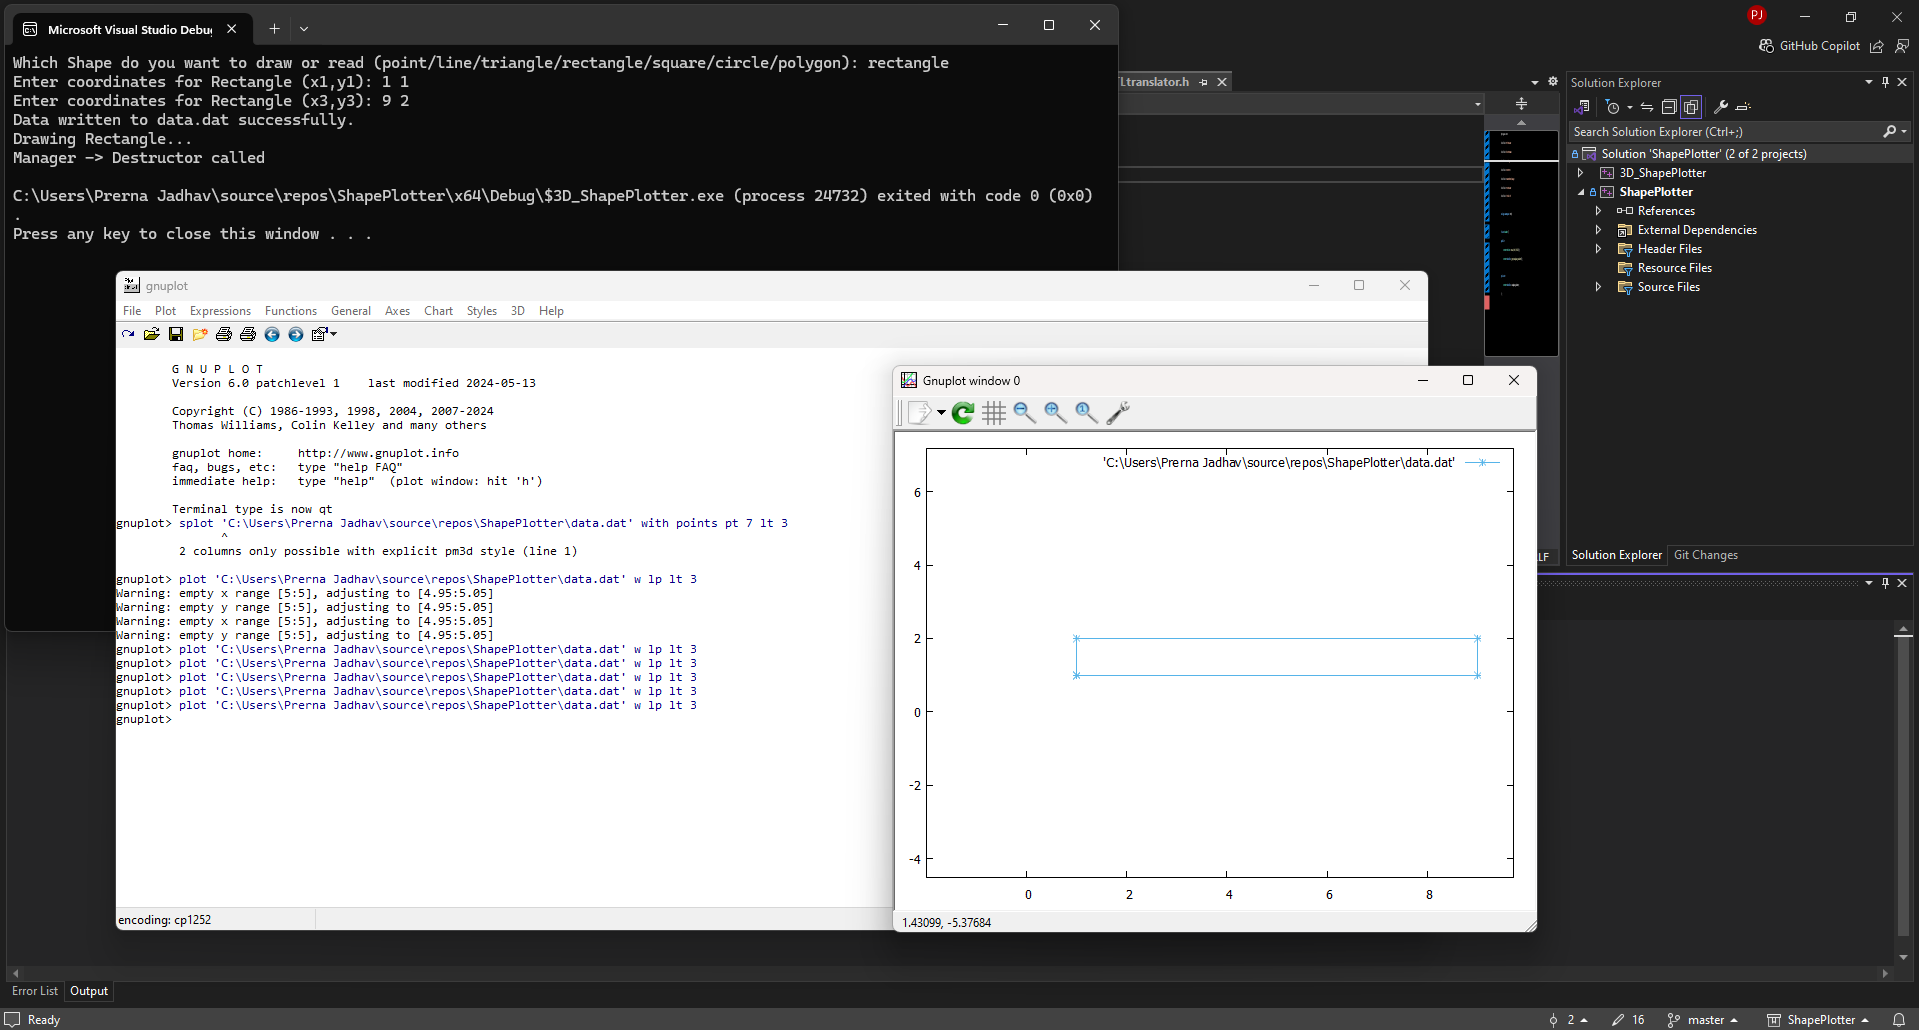 Microsoft Visual Studio Debug
PJ
GitHub Copilot
Which Shape do you want to draw or read (point/line/triangle/rectangle/square/circle/polygon): rectangle
Enter coordinates for Rectangle (x1,y1): 1 1
Enter coordinates for Rectangle (x3,y3): 9 2
Data written to data.dat successfully.
Drawing Rectangle...
Manager -> Destructor called
C:\Users\Prerna Jadhav\source\repos\ShapePlotter\x64\Debug\$3D_ShapePlotter.exe (process 24732) exited with code 0 (0x0)
.
Press any key to close this window . . .
Ltranslator.h
Solution Explorer
Search Solution Explorer (Ctrl+;)
Solution 'ShapePlotter' (2 of 2 projects)
3D_ShapePlotter
ShapePlotter
References
External Dependencies
Header Files
Resource Files
Source Files
LF
Solution Explorer
Git Changes
gnuplot
File Plot Expressions Functions General Axes Chart Styles 3D Help
G N U P L O T
Version 6.0 patchlevel 1 last modified 2024-05-13
Copyright (C) 1986-1993, 1998, 2004, 2007-2024
Thomas Williams, Colin Kelley and many others
gnuplot home: http://www.gnuplot.info
faq, bugs, etc: type "help FAQ"
immediate help: type "help" (plot window: hit 'h')
Terminal type is now qt
gnuplot> splot 'C:\Users\Prerna Jadhav\source\repos\ShapePlotter\data.dat' with points pt 7 lt 3
^
2 columns only possible with explicit pm3d style (line 1)
gnuplot> plot 'C:\Users\Prerna Jadhav\source\repos\ShapePlotter\data.dat' w lp lt 3
Warning: empty x range [5:5], adjusting to [4.95:5.05]
Warning: empty y range [5:5], adjusting to [4.95:5.05]
Warning: empty x range [5:5], adjusting to [4.95:5.05]
Warning: empty y range [5:5], adjusting to [4.95:5.05]
gnuplot> plot 'C:\Users\Prerna Jadhav\source\repos\ShapePlotter\data.dat' w lp lt 3
gnuplot> plot 'C:\Users\Prerna Jadhav\source\repos\ShapePlotter\data.dat' w lp lt 3
gnuplot> plot 'C:\Users\Prerna Jadhav\source\repos\ShapePlotter\data.dat' w lp lt 3
gnuplot> plot 'C:\Users\Prerna Jadhav\source\repos\ShapePlotter\data.dat' w lp lt 3
gnuplot> plot 'C:\Users\Prerna Jadhav\source\repos\ShapePlotter\data.dat' w lp lt 3
gnuplot>
encoding: cp1252
Gnuplot window 0
'C:\Users\Prerna Jadhav\source\repos\ShapePlotter\data.dat'
6
4
2
0
-2
-4
0 2 4 6 8
1.43099, -5.37684
Error List
Output
Ready
2
16
master
ShapePlotter